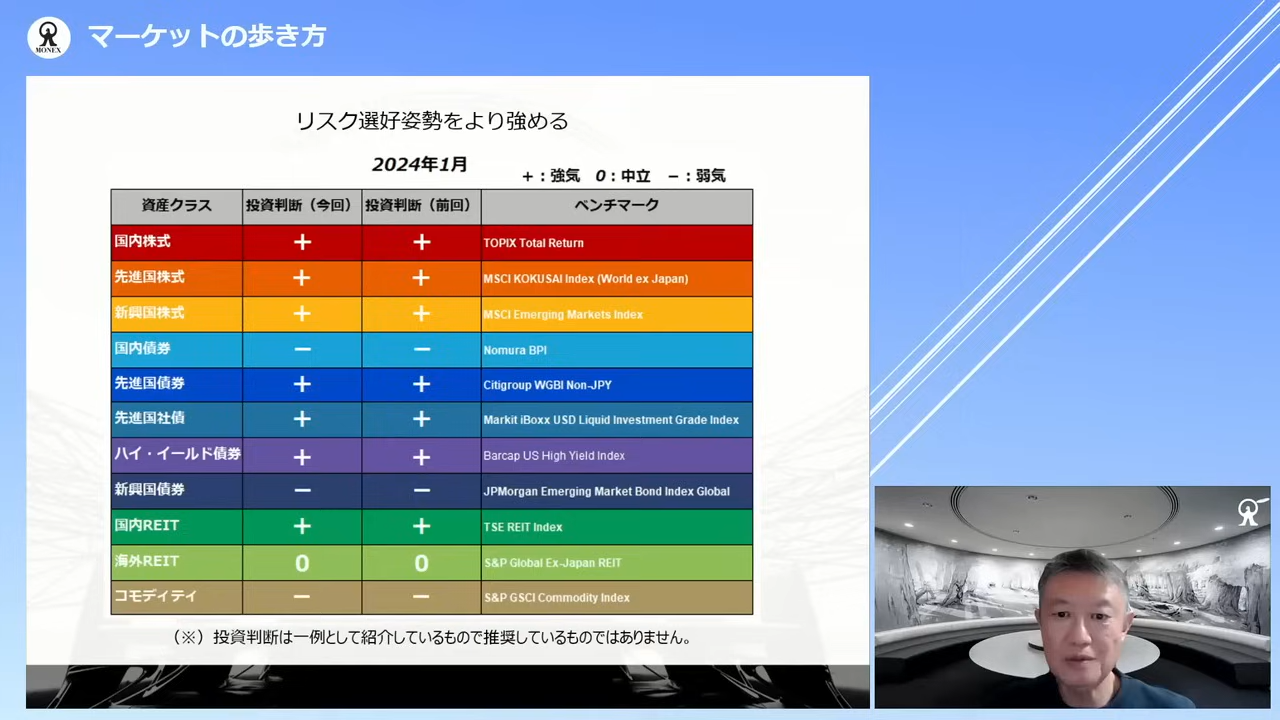 MONEX
マーケットの歩き方
リスク選好姿勢をより強める
2024年1月
+：強気 0：中立 −：弱気
資産クラス 投資判断（今回） 投資判断（前回） ベンチマーク
国内株式 + + TOPIX Total Return
先進国株式 + + MSCI KOKUSAI Index (World ex Japan)
新興国株式 + + MSCI Emerging Markets Index
国内債券 − − Nomura BPI
先進国債券 + + Citigroup WGBI Non-JPY
先進国社債 + + Markit iBoxx USD Liquid Investment Grade Index
ハイ・イールド債券 + + Barcap US High Yield Index
新興国債券 − − JPMorgan Emerging Market Bond Index Global
国内REIT + + TSE REIT Index
海外REIT 0 0 S&P Global Ex-Japan REIT
コモディティ − − S&P GSCI Commodity Index
（※）投資判断は一例として紹介しているもので推奨しているものではありません。